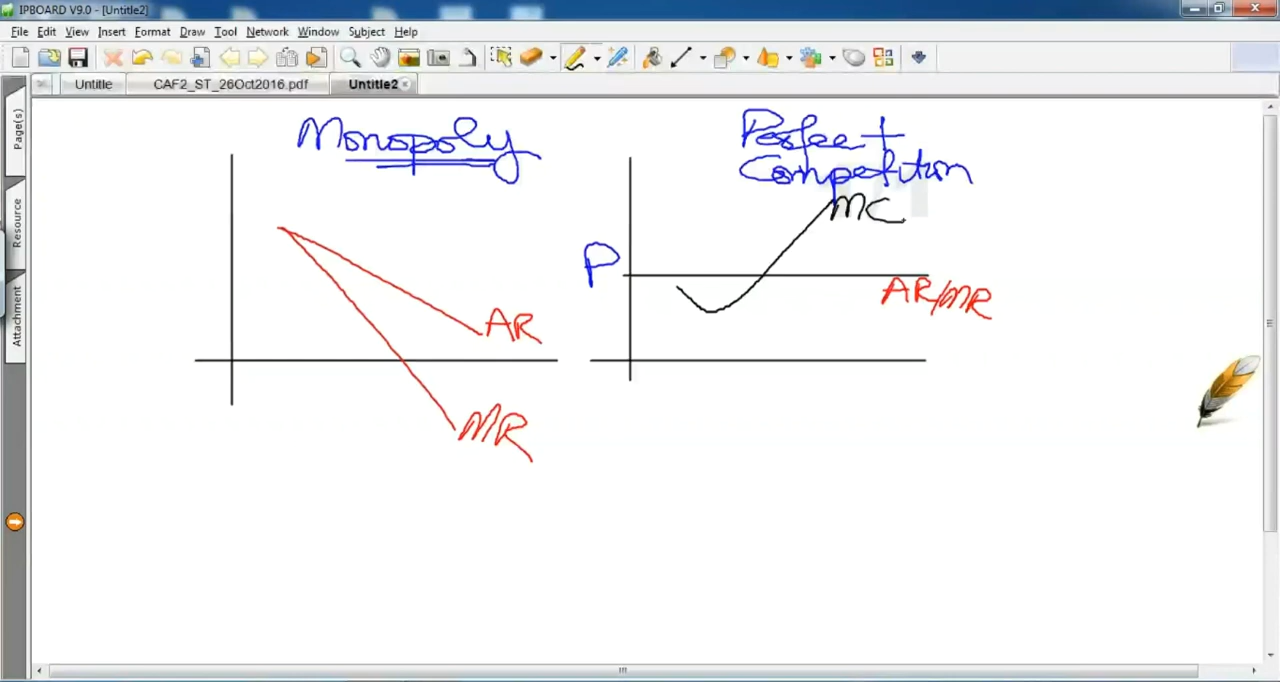 IPBOARD V9.0 - [Untitle2]
File Edit View Insert Format Draw Tool Network Window Subject Help
Untitle CAF2_ST_26Oct2016.pdf Untitle2
Page(s)
Resource
Attachment
Monopoly
AR
MR
Perfect
Competition
MC
P
AR/MR